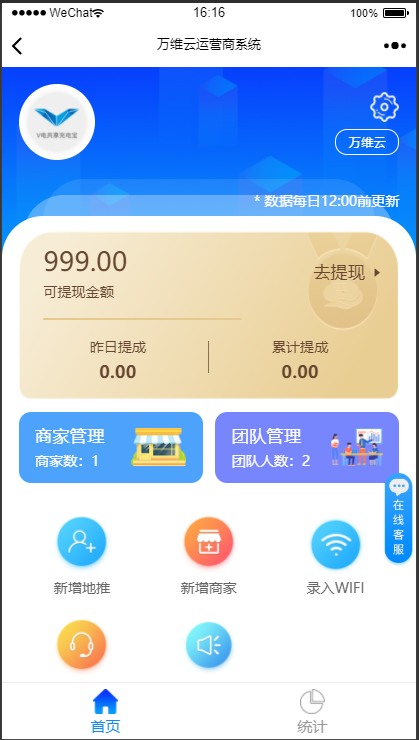 WeChat 16:16 100%
万维云运营商系统
V电共享充电宝
万维云
* 数据每日12:00前更新
999.00
去提现
可提现金额
昨日提成 累计提成
0.00 0.00
商家管理 团队管理
商家数：1 团队人数：2
在线客服
新增地推 新增商家 录入WIFI
首页 统计